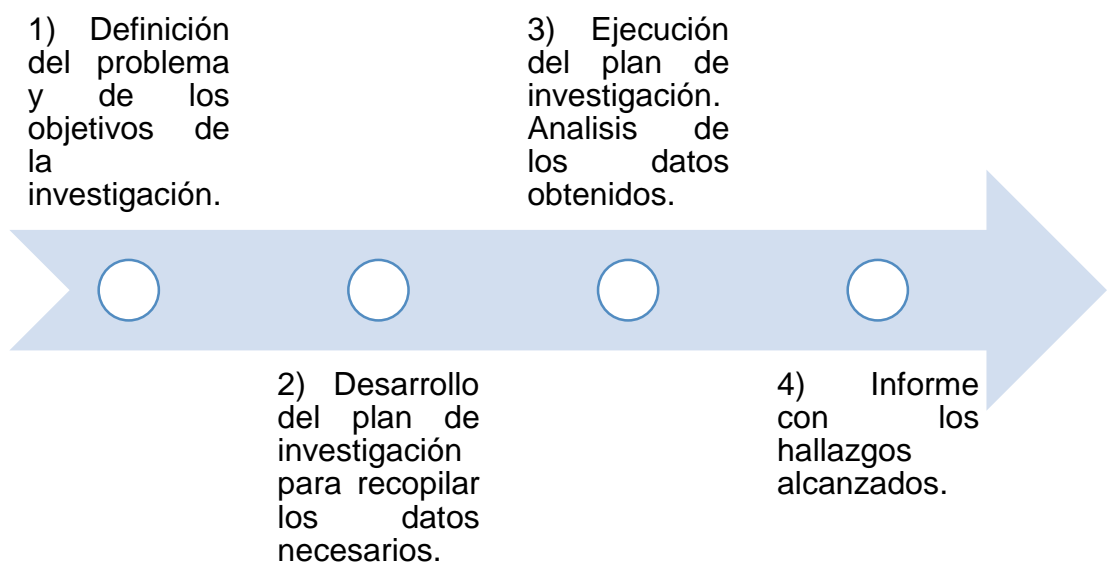 1) Definición
del problema
y de los
objetivos de
la
investigación.
2) Desarrollo
del plan de
investigación
para recopilar
los datos
necesarios.
3) Ejecución
del plan de
investigación.
Analisis de
los datos
obtenidos.
4) Informe
con los
hallazgos
alcanzados.